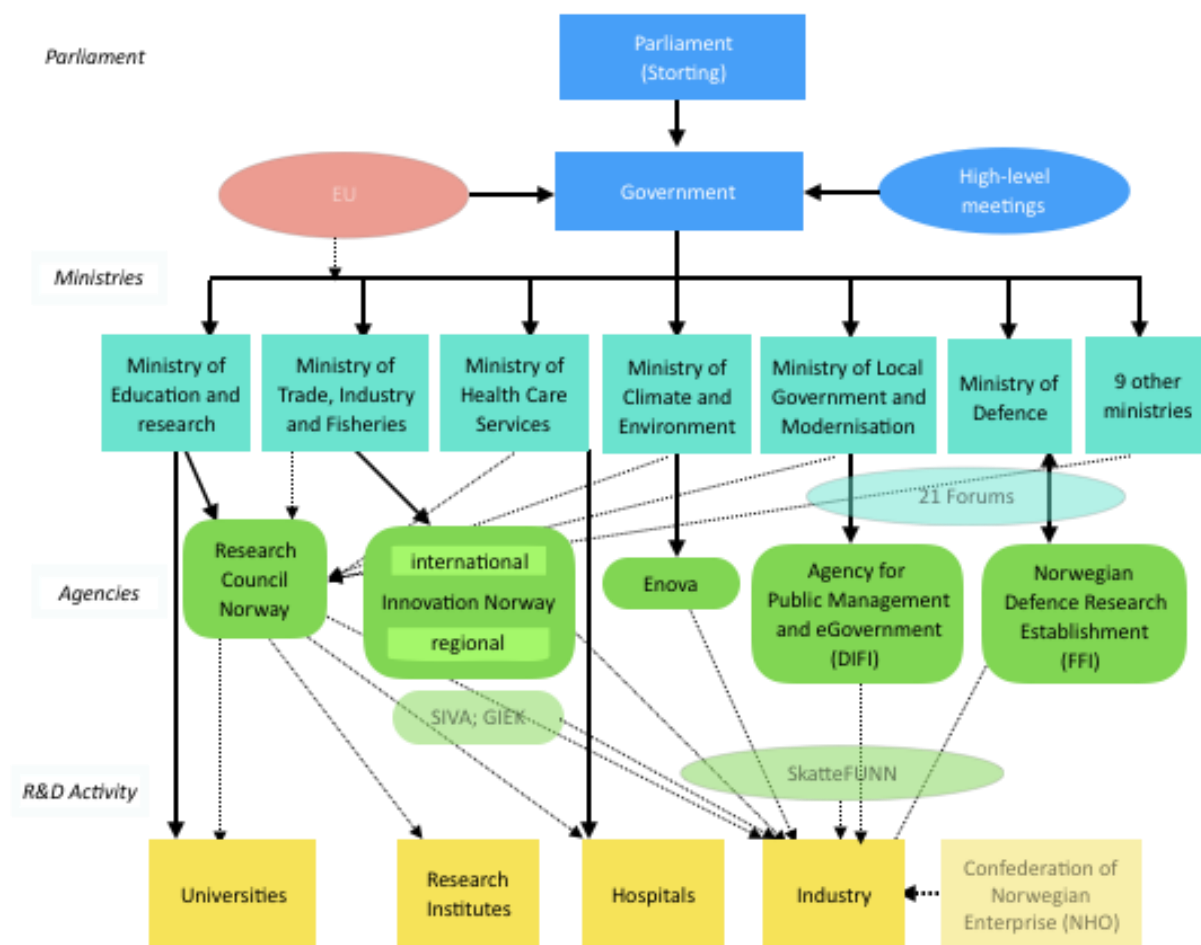 Parliament
Parliament
(Storting)
EU
Government
High-level
meetings
Ministries
Ministry of
Education and
research
Ministry of
Trade, Industry
and Fisheries
Ministry of
Health Care
Services
Ministry of
Climate and
Environment
Ministry of Local
Government and
Modernisation
Ministry of
Defence
9 other
ministries
21 Forums
Agencies
Research
Council
Norway
international
Innovation Norway
regional
Enova
Agency for
Public Management
and eGovernment
(DIFI)
Norwegian
Defence Research
Establishment
(FFI)
SIVA; GIEK
SkatteFUNN
R&D Activity
Universities
Research
Institutes
Hospitals
Industry
Confederation of
Norwegian
Enterprise (NHO)